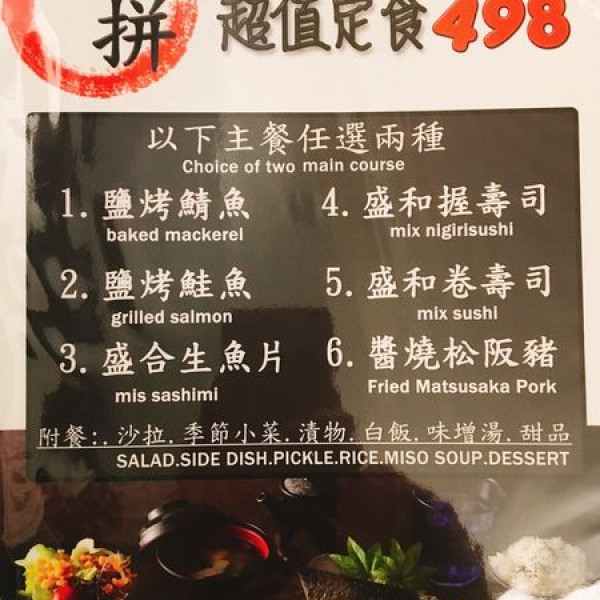 拼 超值定食498
以下主餐任選兩種
Choice of two main course
1. 鹽烤鯖魚
baked mackerel
2. 鹽烤鮭魚
grilled salmon
3. 盛合生魚片
mis sashimi
4. 盛和握壽司
mix nigirisushi
5. 盛和卷壽司
mix sushi
6. 醬燒松阪豬
Fried Matsusaka Pork
附餐:.沙拉.季節小菜.漬物.白飯.味增湯.甜品
SALAD.SIDE DISH.PICKLE.RICE.MISO SOUP.DESSERT